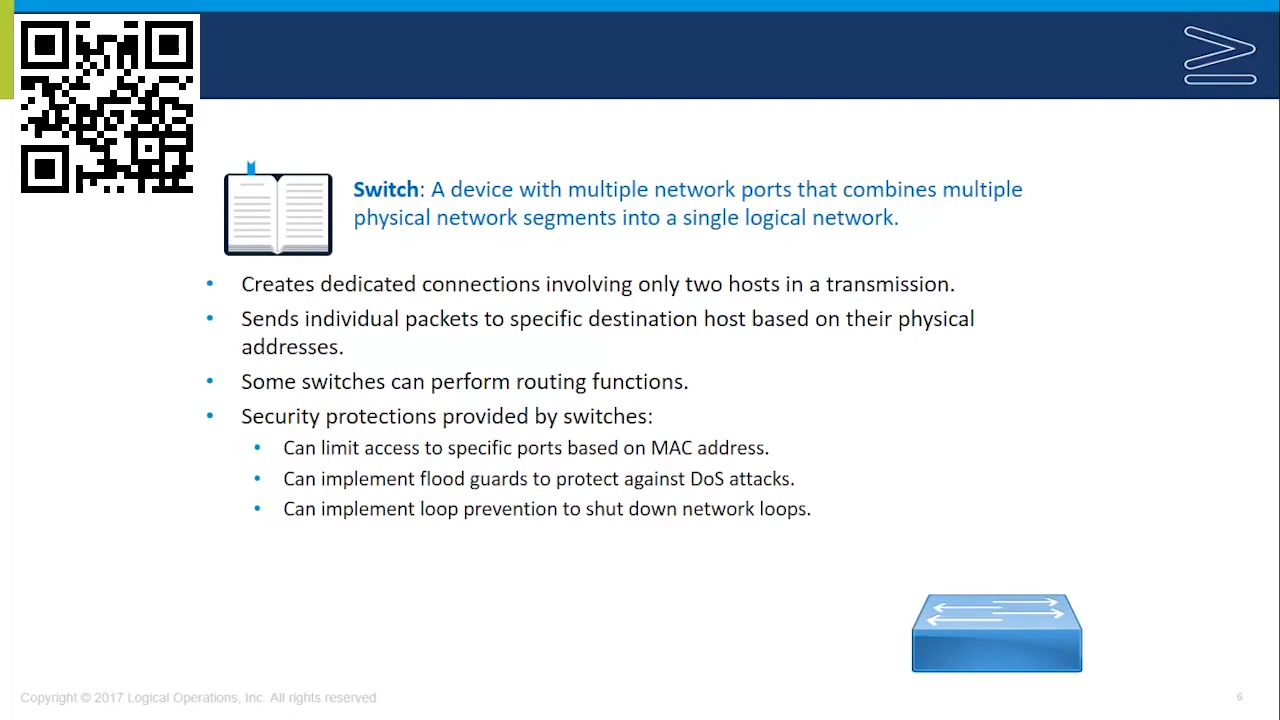 Switch: A device with multiple network ports that combines multiple
physical network segments into a single logical network.
• Creates dedicated connections involving only two hosts in a transmission.
• Sends individual packets to specific destination host based on their physical
addresses.
• Some switches can perform routing functions.
• Security protections provided by switches:
• Can limit access to specific ports based on MAC address.
• Can implement flood guards to protect against DoS attacks.
• Can implement loop prevention to shut down network loops.
Copyright © 2017 Logical Operations, Inc. All rights reserved.
6